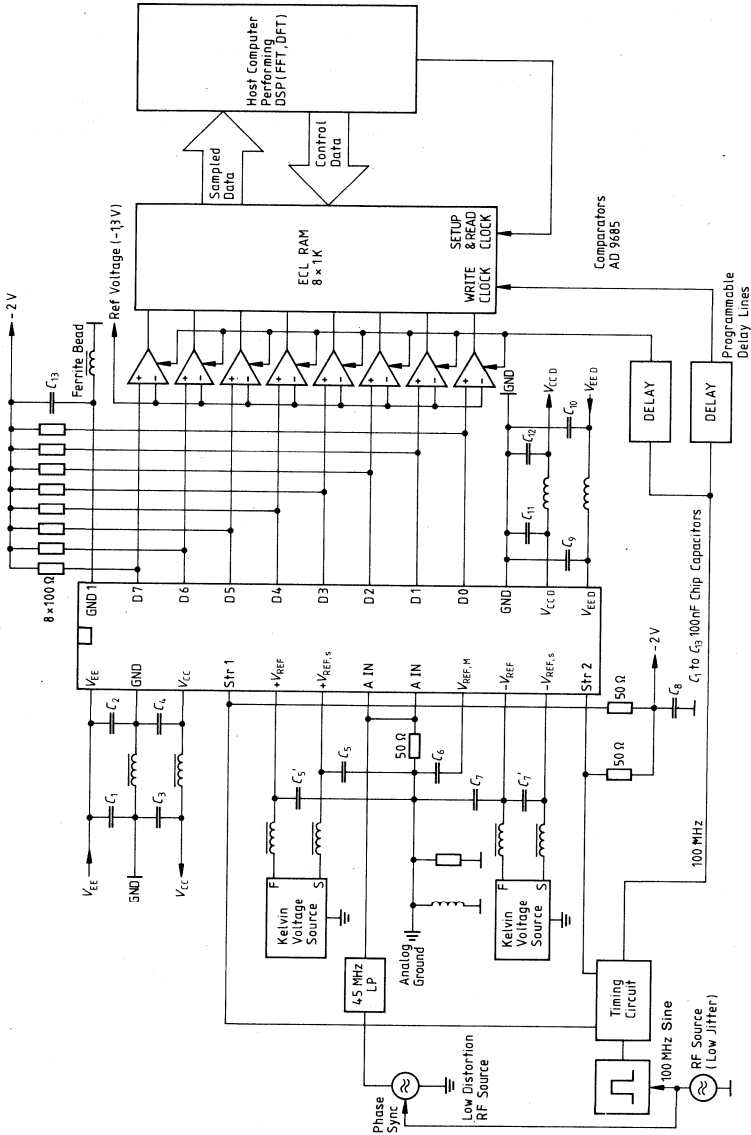 Host Computer
Performing
DSP(FFT,DFT)
Sampled
Data
Control
Data
ECL RAM
8 × 1K
WRITE
CLOCK
SETUP
& READ
CLOCK
Comparators
AD 9685
Ref Voltage (−1,3 V)
− 2 V
Ferrite Bead
C13
8×100 Ω
+
−
+
−
+
−
+
−
+
−
+
−
+
−
+
−
GND
VCC D
VEE D
C12
C10
C11
C9
DELAY
DELAY
Programmable
Delay Lines
GND 1
D7
D6
D5
D4
D3
D2
D1
D0
GND
VCC D
VEE D
VEE
GND
VCC
Str 1
+VREF
+VREF,s
A IN
A IN
VREF,M
−VREF
−VREF,s
Str 2
C2
C4
C1
C3
VEE
GND
VCC
C5
C5'
50 Ω
C6
C7
C7'
50 Ω
50 Ω
− 2 V
C8
C1 to C13 100nF Chip Capacitors
F
S
Kelvin
Voltage
Source
45 MHz
LP
Analog
Ground
F
S
Kelvin
Voltage
Source
100 MHz
Timing
Circuit
Phase
Sync
Low Distortion
RF Source
100 MHz Sine
RF Source
(Low Jitter)